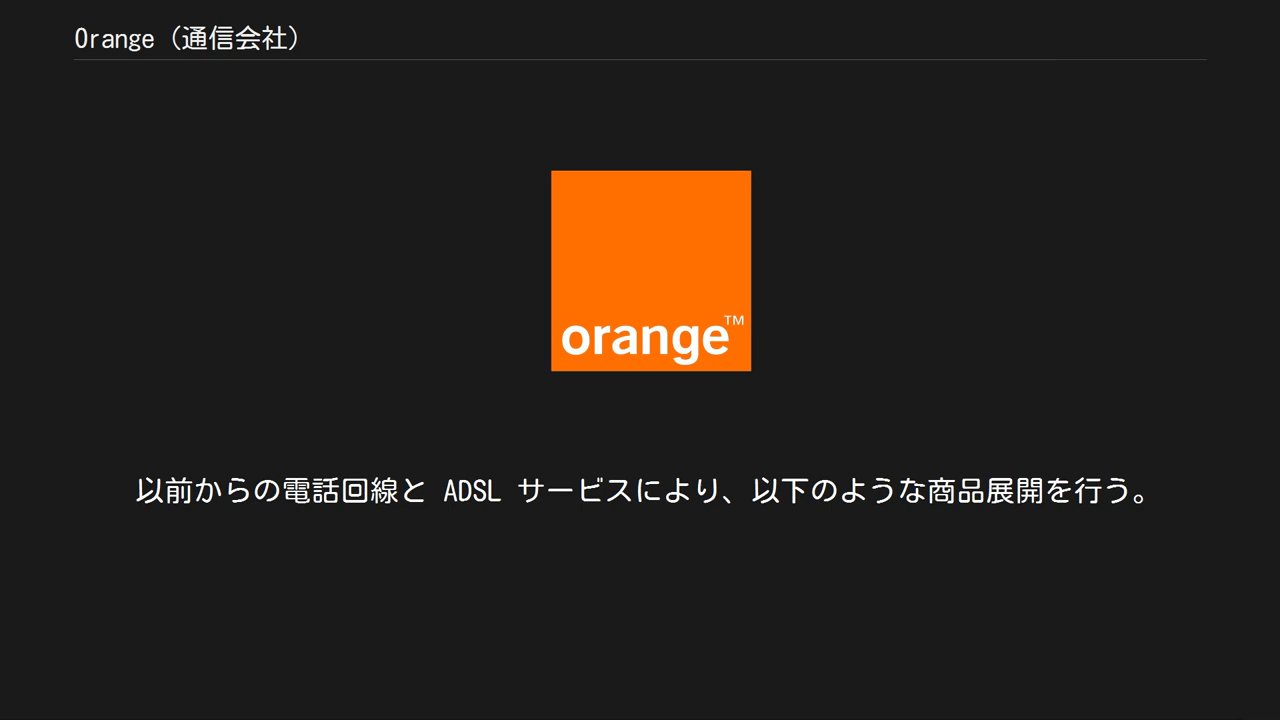 Orange（通信会社）
orange™
以前からの電話回線と ADSL サービスにより、以下のような商品展開を行う。